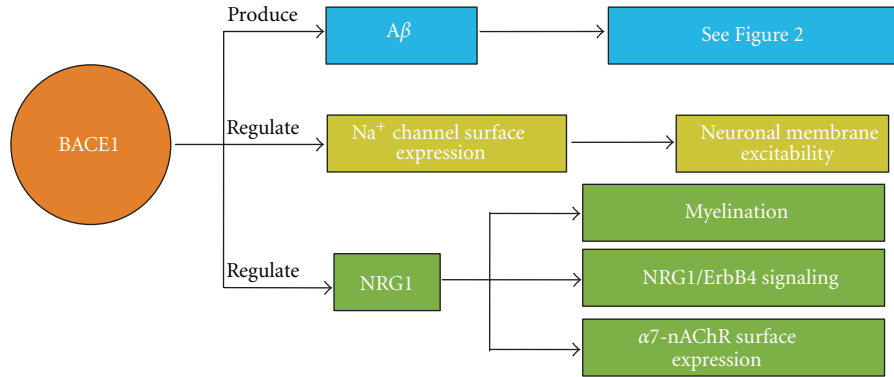 Produce
Aβ
See Figure 2
BACE1
Regulate
Na⁺ channel surface
expression
Neuronal membrane
excitability
Regulate
NRG1
Myelination
NRG1/ErbB4 signaling
α7-nAChR surface
expression